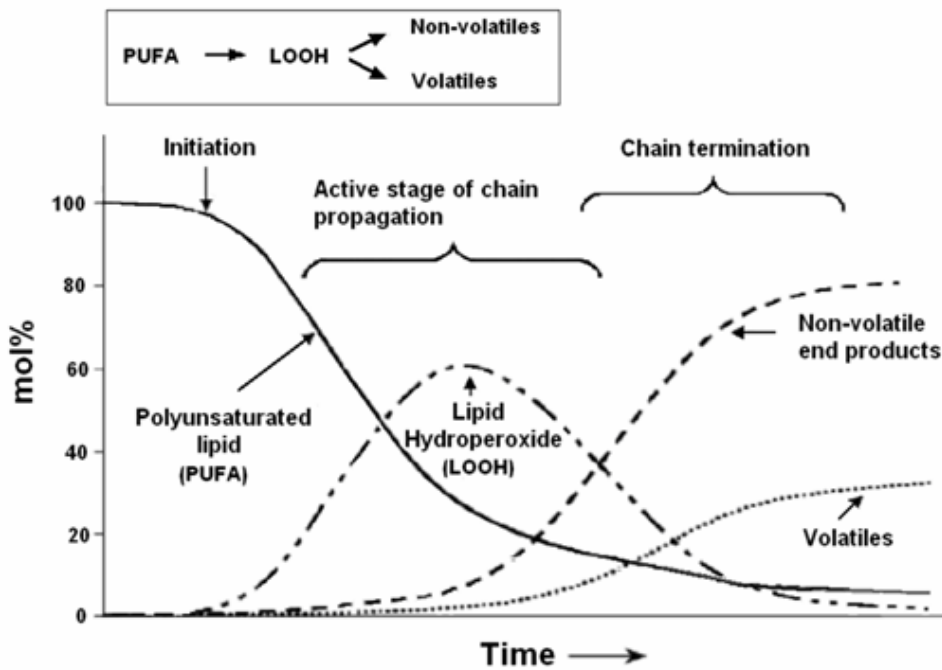 Non-volatiles
PUFA LOOH
Volatiles
Initiation
Chain termination
Active stage of chain
propagation
100
80
60
40
20
0
mol%
Non-volatile
end products
Polyunsaturated
lipid
(PUFA)
Lipid
Hydroperoxide
(LOOH)
Volatiles
Time